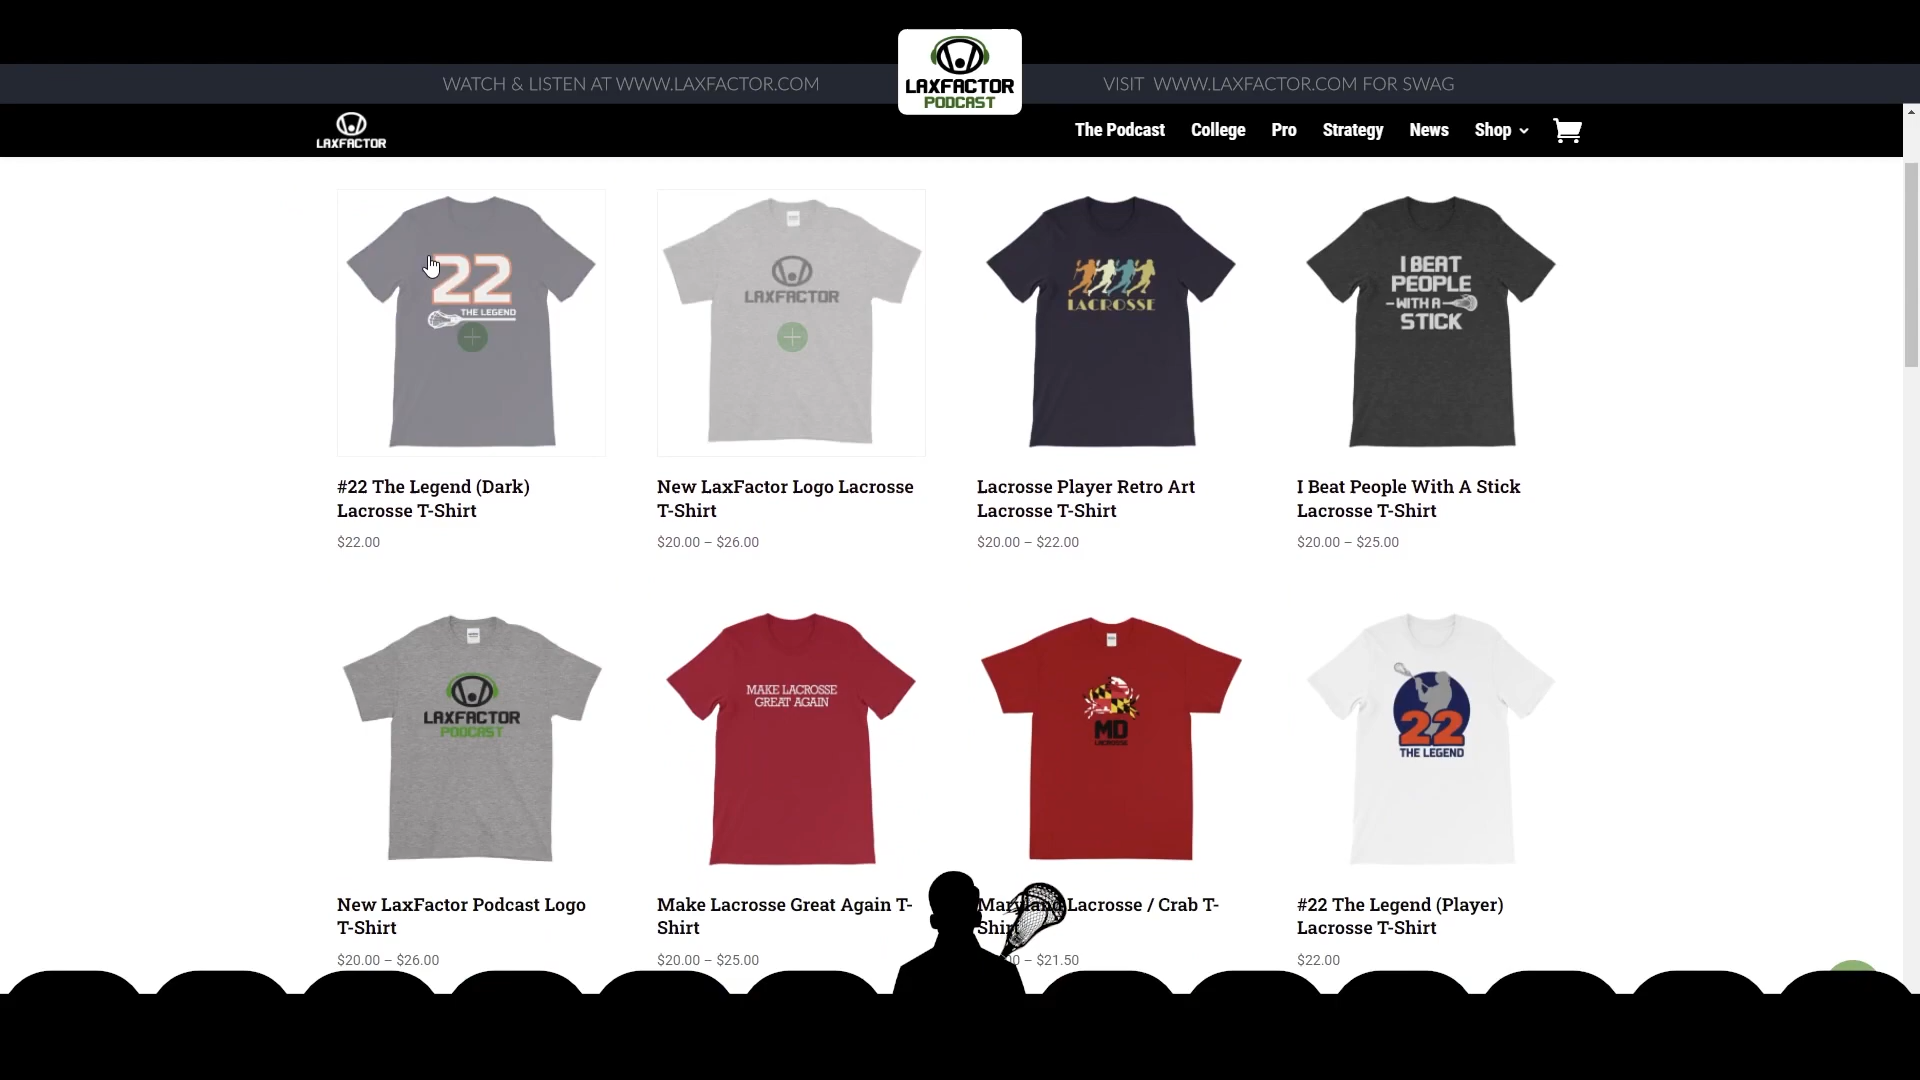 WATCH & LISTEN AT WWW.LAXFACTOR.COM
LAXFACTOR
PODCAST
VISIT WWW.LAXFACTOR.COM FOR SWAG
LAXFACTOR
The Podcast
College
Pro
Strategy
News
Shop
22
THE LEGEND
LAXFACTOR
LACROSSE
I BEAT
PEOPLE
WITH A
STICK
#22 The Legend (Dark)
Lacrosse T-Shirt
$22.00
New LaxFactor Logo Lacrosse
T-Shirt
$20.00 – $26.00
Lacrosse Player Retro Art
Lacrosse T-Shirt
$20.00 – $22.00
I Beat People With A Stick
Lacrosse T-Shirt
$20.00 – $25.00
LAXFACTOR
PODCAST
MAKE LACROSSE
GREAT AGAIN
MD
LACROSSE
22
THE LEGEND
New LaxFactor Podcast Logo
T-Shirt
$20.00 – $26.00
Make Lacrosse Great Again T-
Shirt
$20.00 – $25.00
Maryland Lacrosse / Crab T-
Shirt
– $21.50
#22 The Legend (Player)
Lacrosse T-Shirt
$22.00